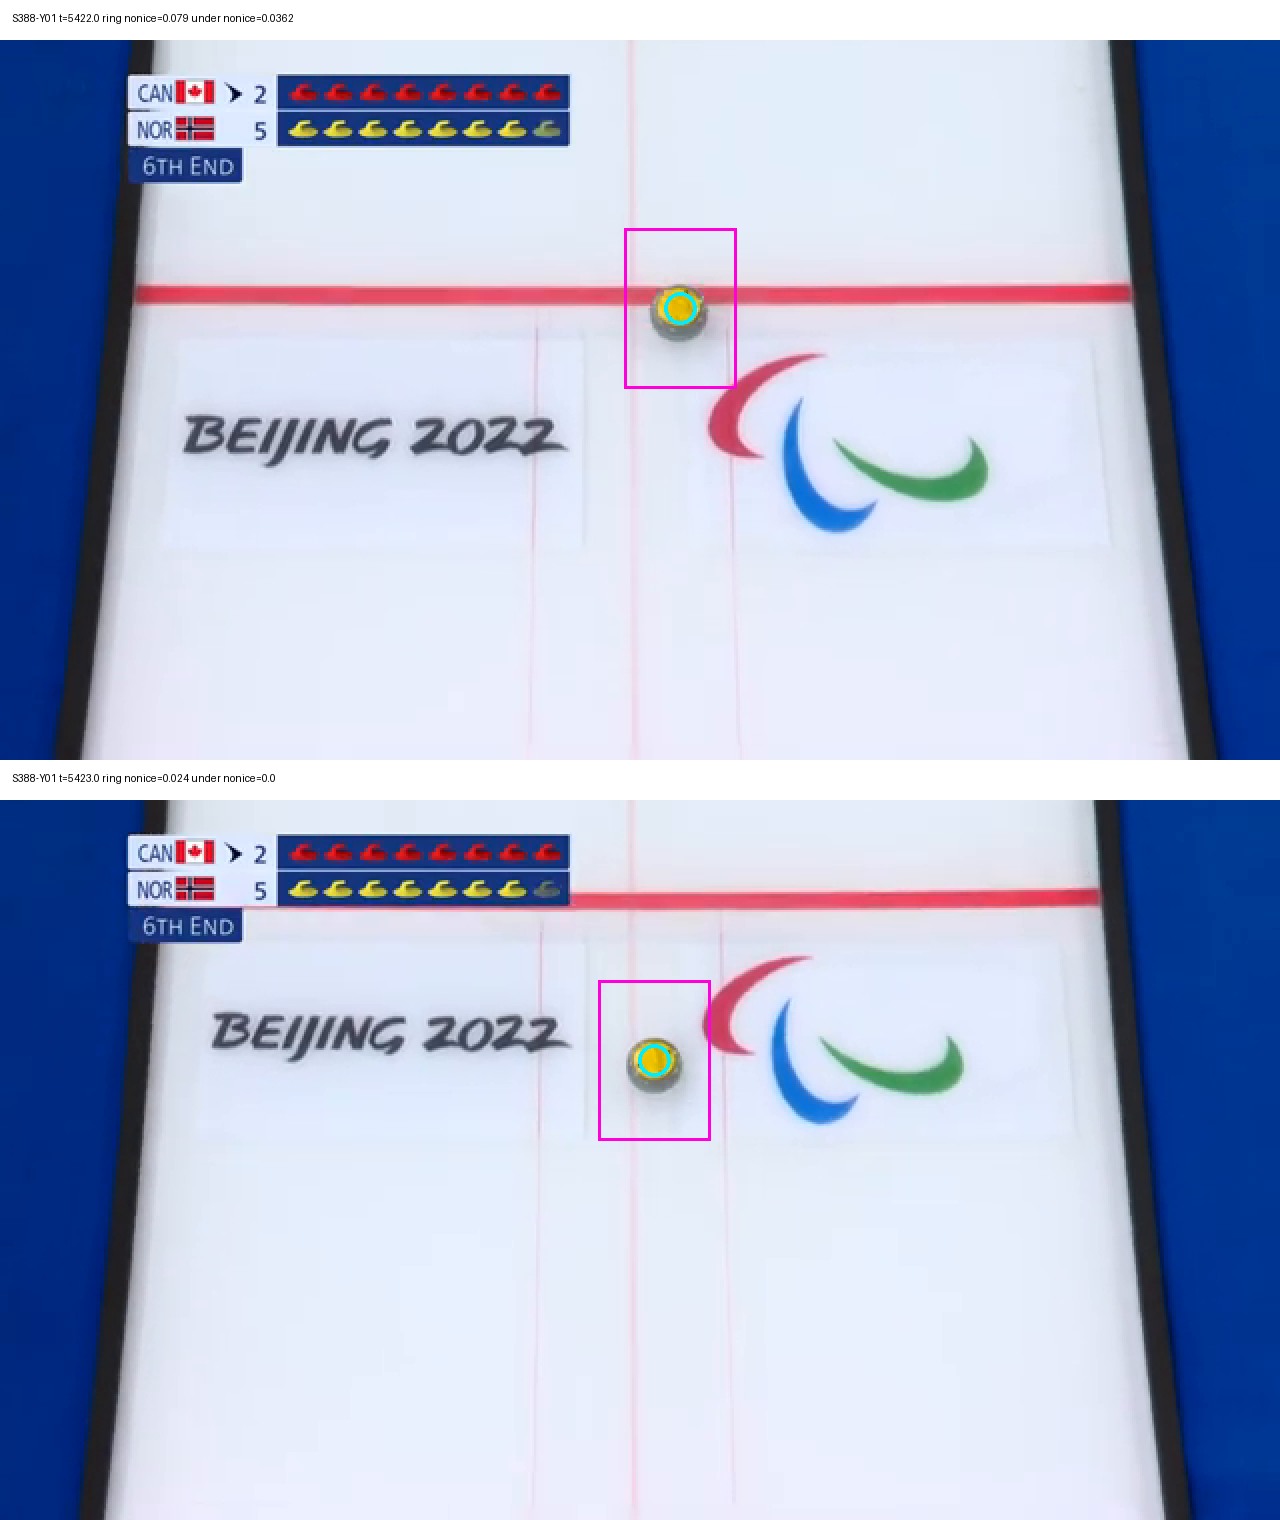 S388-Y01 t=5422.0 ring nonice=0.079 under nonice=0.0362
CAN 2
NOR 5
6TH END
BEIJING 2022
S388-Y01 t=5423.0 ring nonice=0.024 under nonice=0.0
CAN 2
NOR 5
6TH END
BEIJING 2022